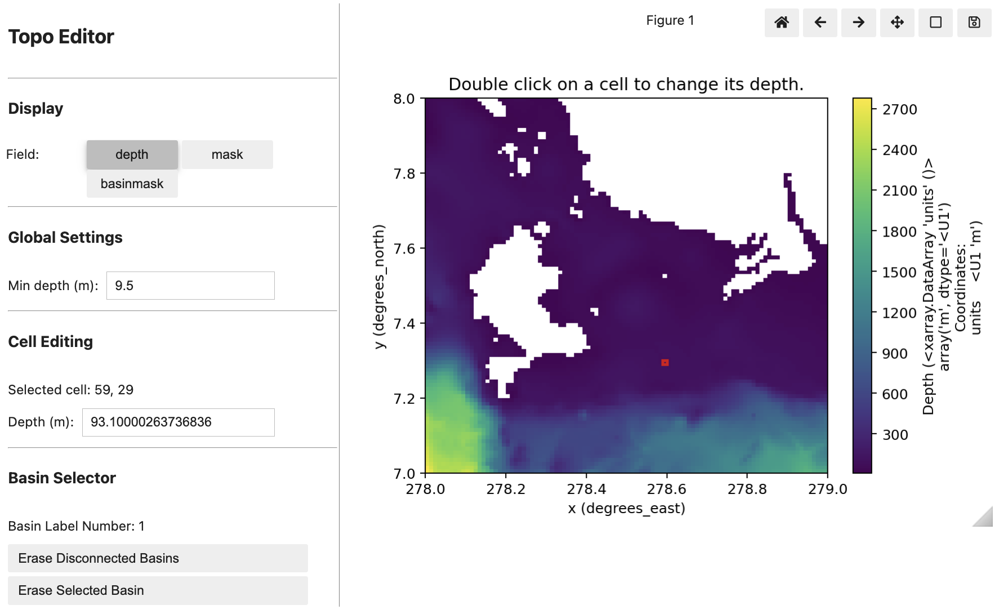 Topo Editor
Display
Field:
depth
mask
basinmask
Global Settings
Min depth (m):
9.5
Cell Editing
Selected cell: 59, 29
Depth (m):
93.10000263736836
Basin Selector
Basin Label Number: 1
Erase Disconnected Basins
Erase Selected Basin
Figure 1
Double click on a cell to change its depth.
8.0
7.8
7.6
7.4
7.2
7.0
y (degrees_north)
278.0
278.2
278.4
278.6
278.8
279.0
x (degrees_east)
2700
2400
2100
1800
1500
1200
900
600
300
Depth (<xarray.DataArray 'units' ()>
array('m', dtype='<U1')
Coordinates:
units    <U1 'm')